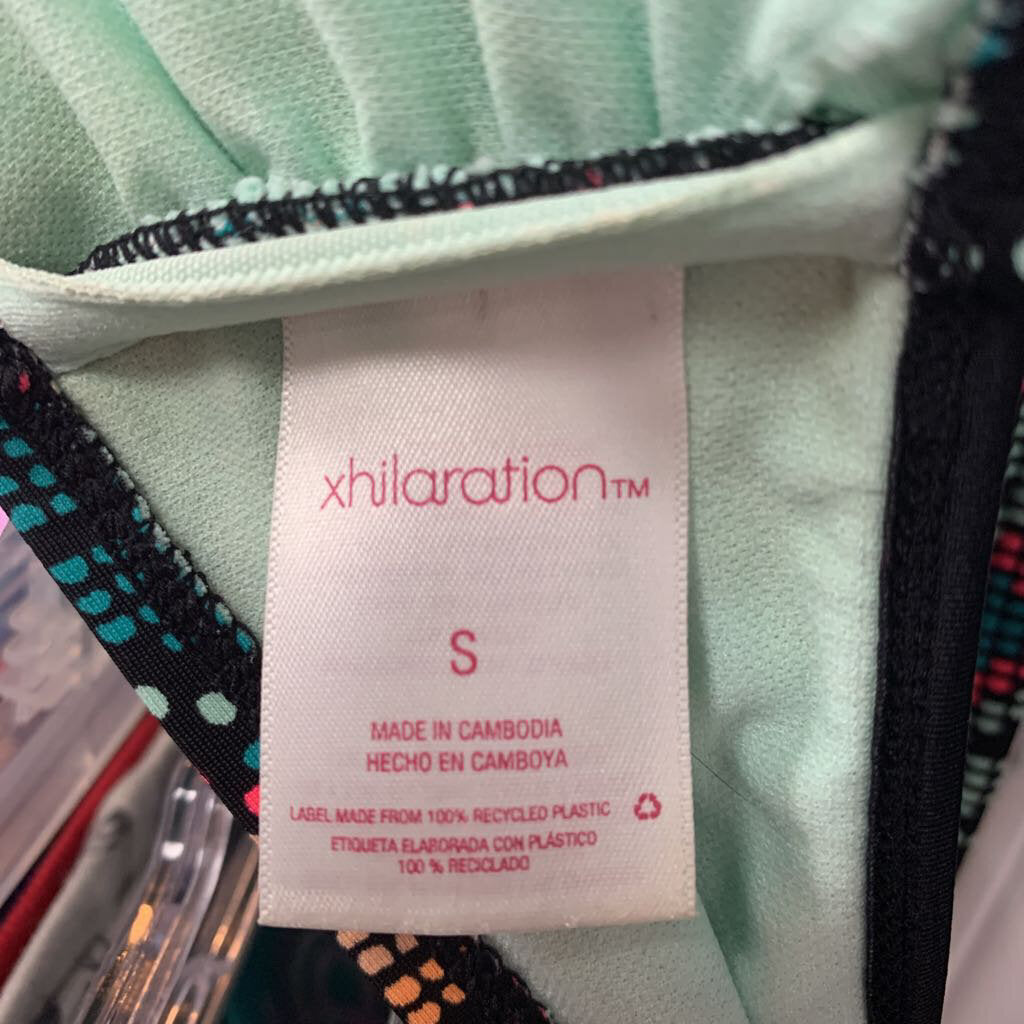 xhilaration™
S
MADE IN CAMBODIA
HECHO EN CAMBOYA
LABEL MADE FROM 100% RECYCLED PLASTIC
ETIQUETA ELABORADA CON PLÁSTICO
100 % RECICLADO